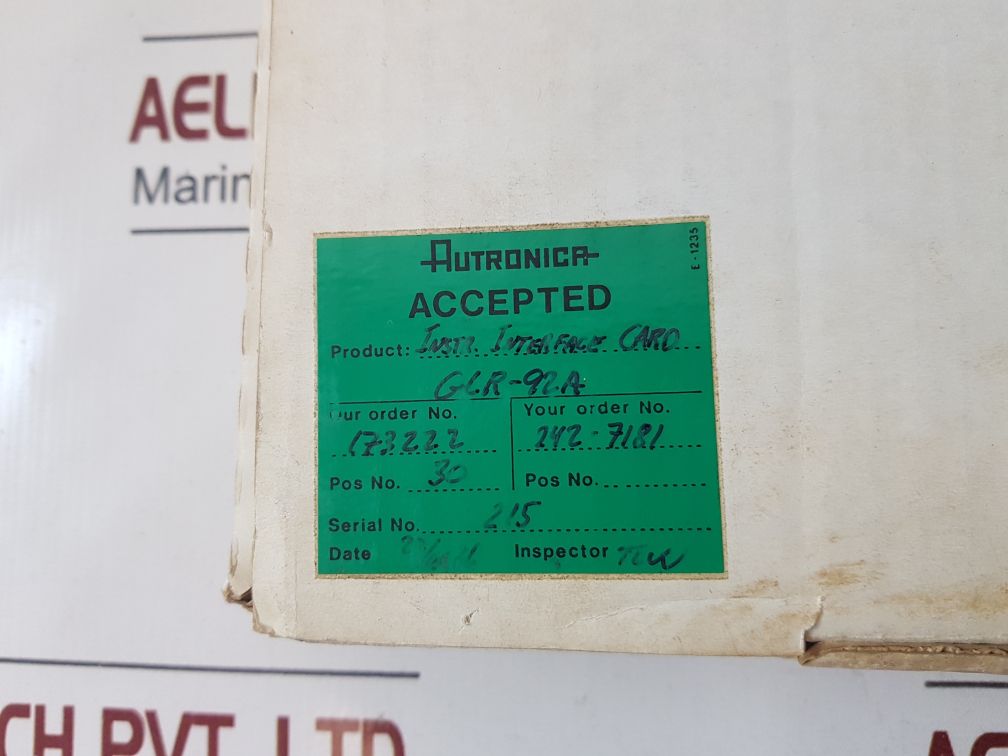 AEL
Marin
AUTRONICA
E-1235
ACCEPTED
Product: INSTR. INTERFACE CARD
GLR-92A
Our order No.
173222
Your order No.
242-7181
Pos No. 30
Pos No.
Serial No. 215
Date
Inspector
CH PVT. LTD